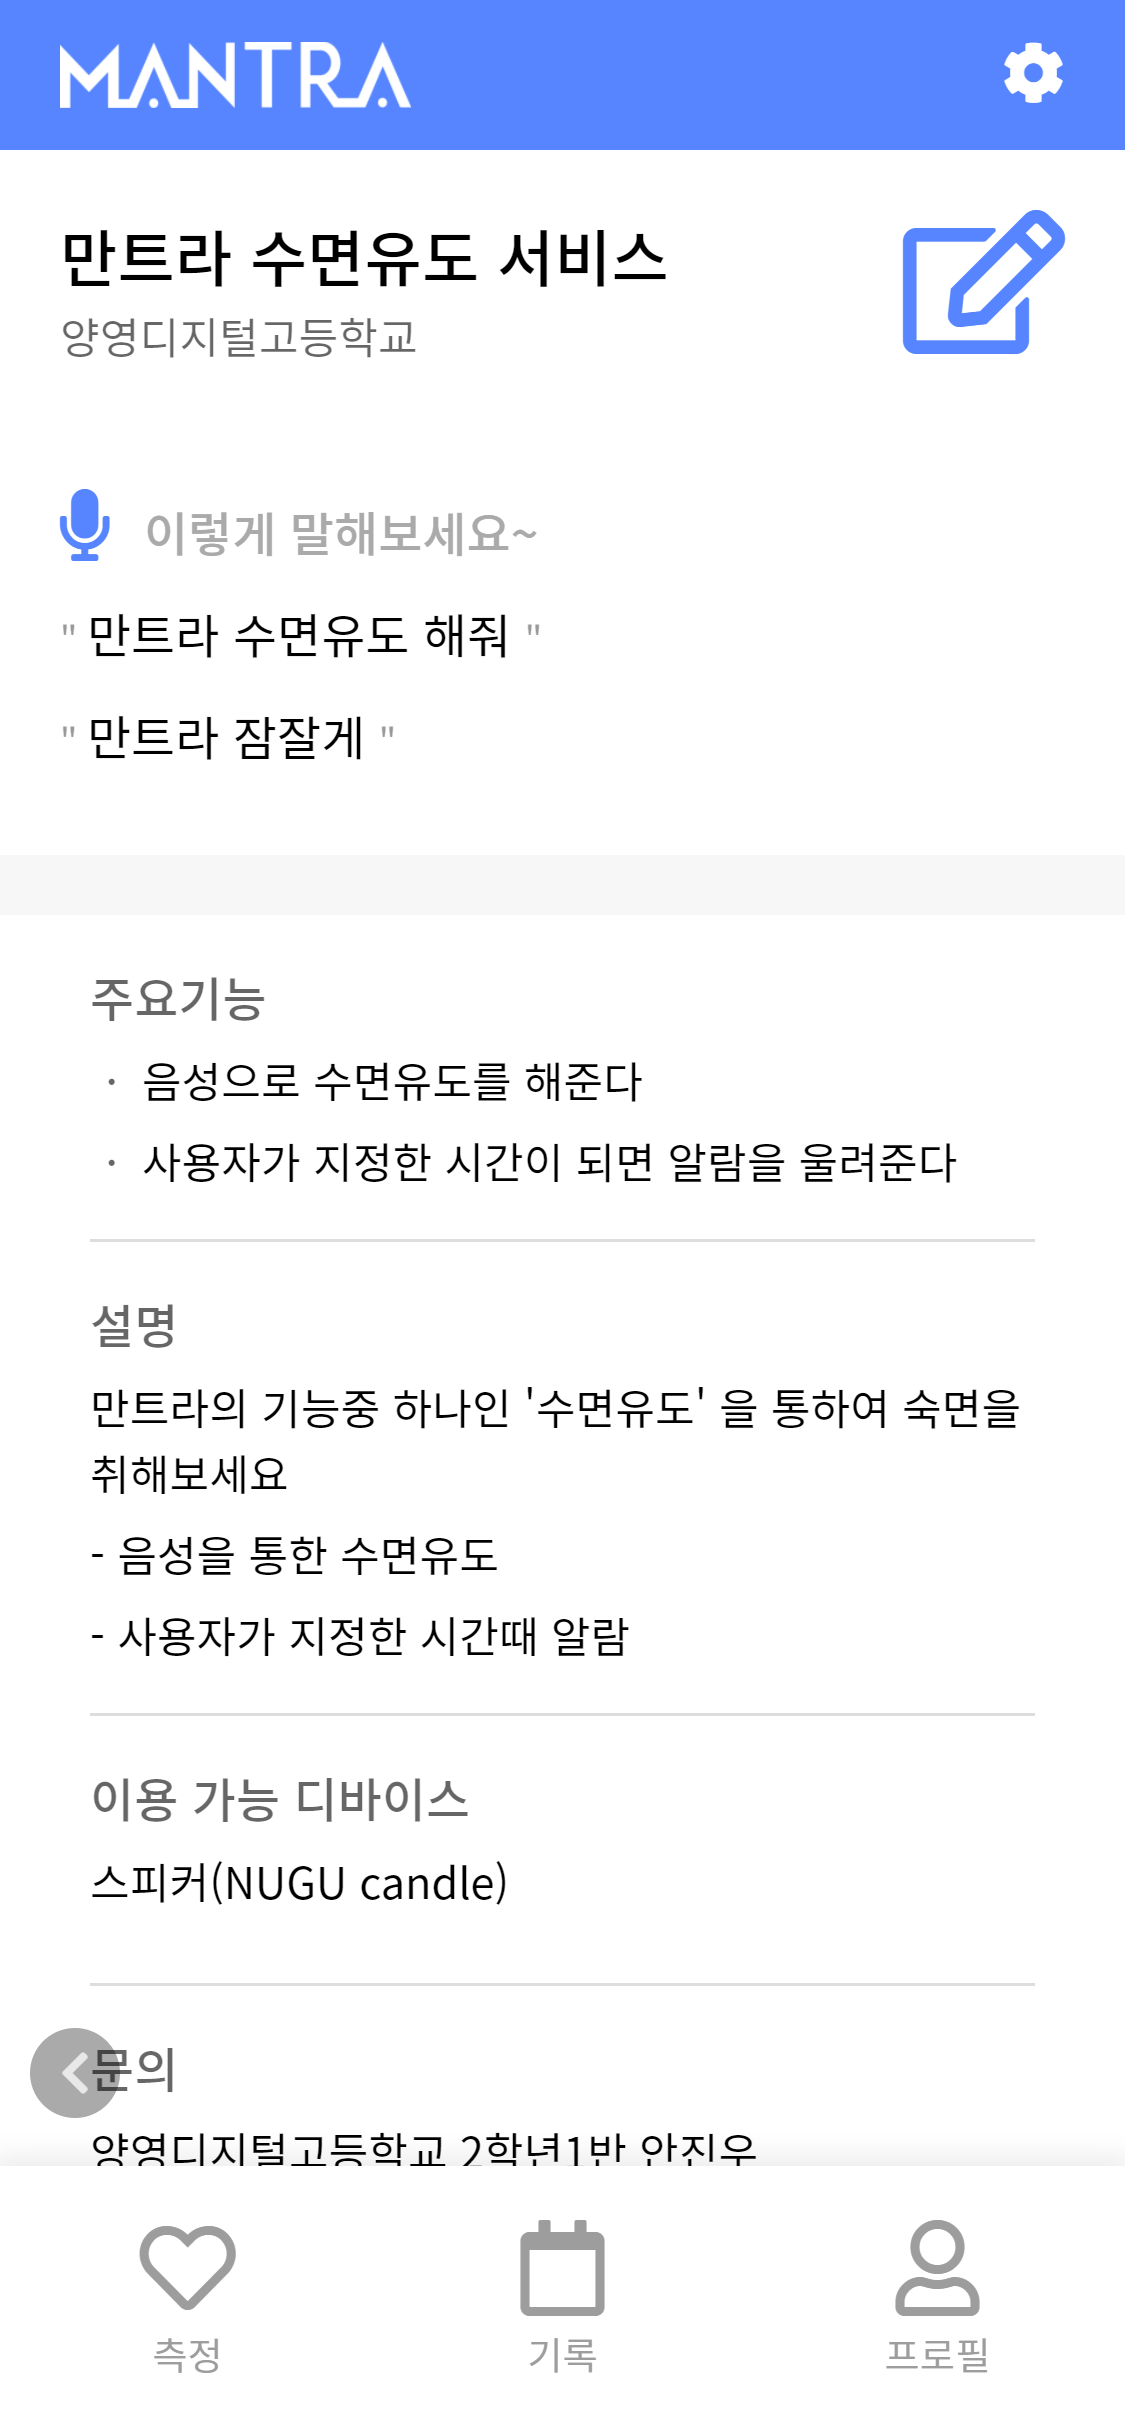 MANTRA
만트라 수면유도 서비스
양영디지털고등학교
이렇게 말해보세요~
" 만트라 수면유도 해줘 "
" 만트라 잠잘게 "
주요기능
· 음성으로 수면유도를 해준다
· 사용자가 지정한 시간이 되면 알람을 울려준다
설명
만트라의 기능중 하나인 '수면유도' 을 통하여 숙면을
취해보세요
- 음성을 통한 수면유도
- 사용자가 지정한 시간때 알람
이용 가능 디바이스
스피커(NUGU candle)
문의
양영디지털고등학교 2학년1반 안진우
측정
기록
프로필